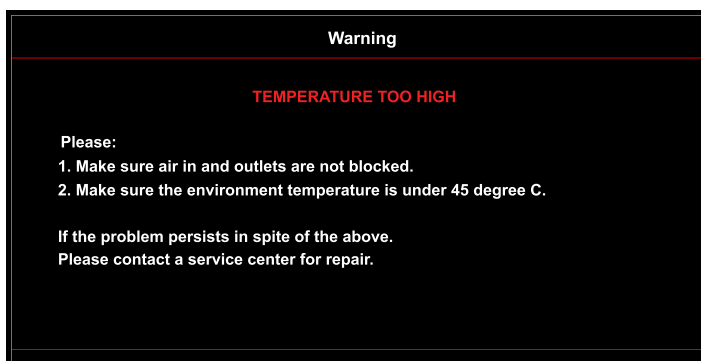 Warning
TEMPERATURE TOO HIGH
Please:
1. Make sure air in and outlets are not blocked.
2. Make sure the environment temperature is under 45 degree C.
If the problem persists in spite of the above.
Please contact a service center for repair.